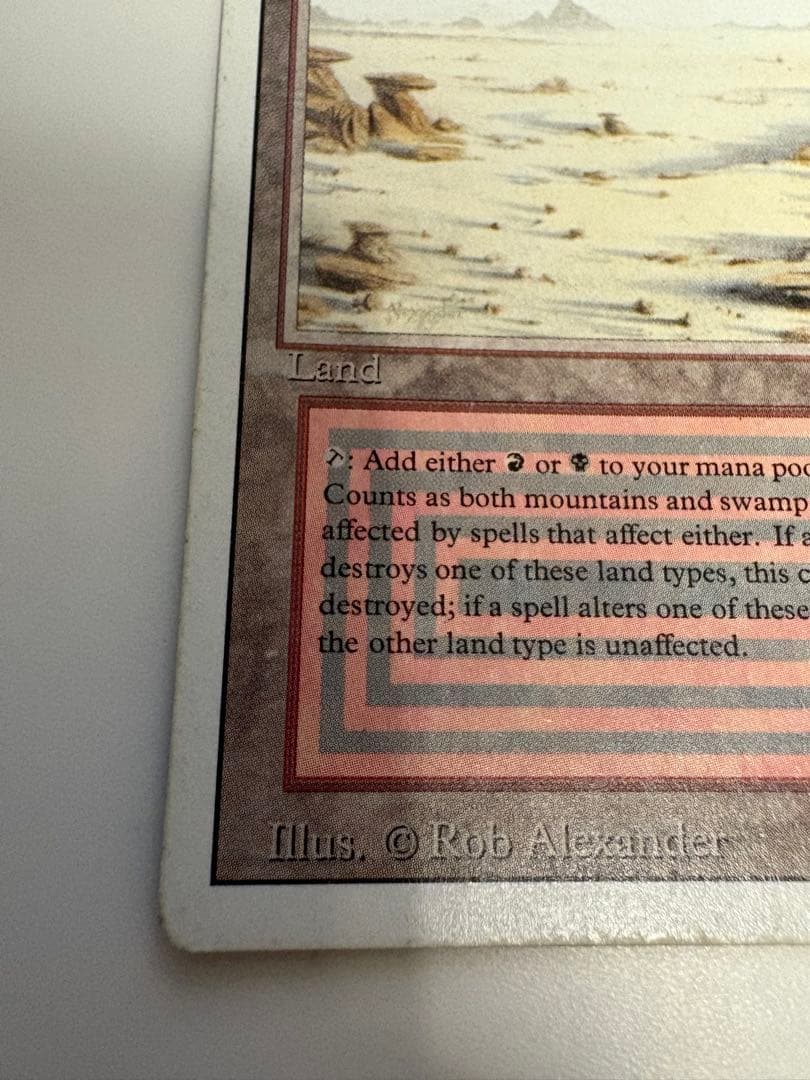 Land
T: Add either or to your mana poo
Counts as both mountains and swamp
affected by spells that affect either. If a
destroys one of these land types, this c
destroyed; if a spell alters one of these
the other land type is unaffected.
Illus. © Rob Alexander